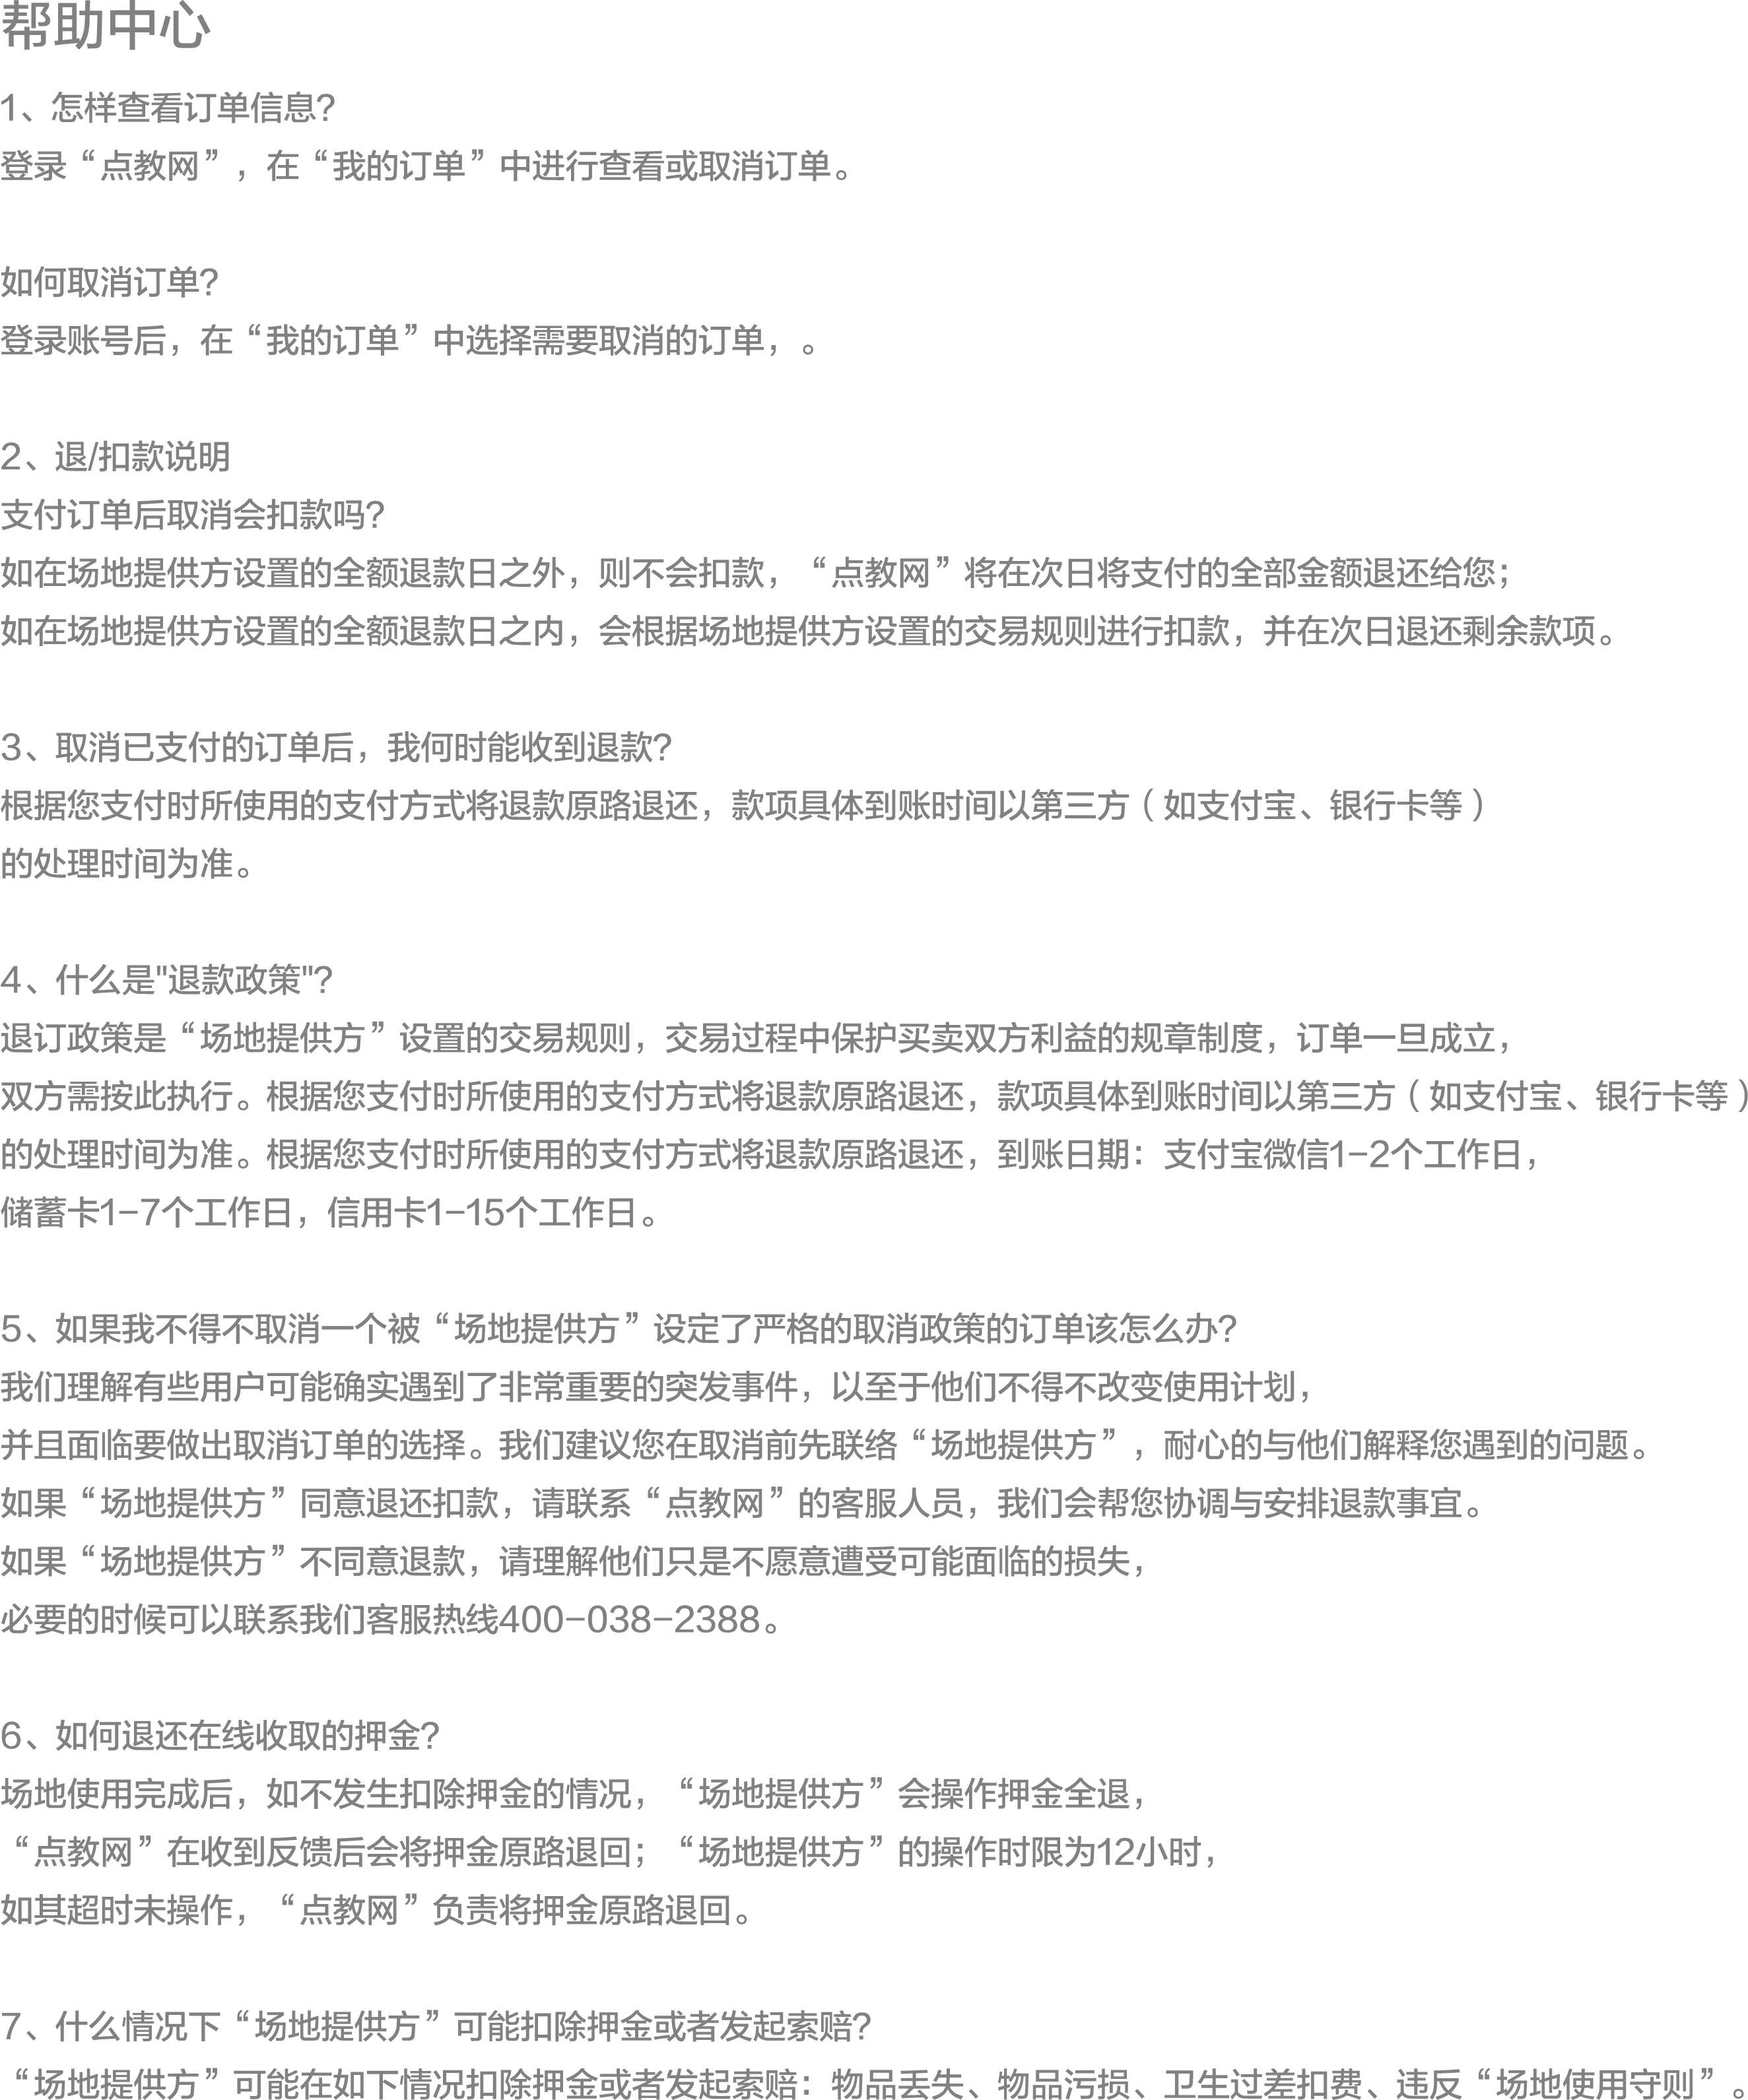 帮助中心
1、怎样查看订单信息?
登录“点教网”，在“我的订单”中进行查看或取消订单。
如何取消订单?
登录账号后，在“我的订单”中选择需要取消的订单，。
2、退/扣款说明
支付订单后取消会扣款吗?
如在场地提供方设置的全额退款日之外，则不会扣款，“点教网”将在次日将支付的全部金额退还给您；
如在场地提供方设置的全额退款日之内，会根据场地提供方设置的交易规则进行扣款，并在次日退还剩余款项。
3、取消已支付的订单后，我何时能收到退款?
根据您支付时所使用的支付方式将退款原路退还，款项具体到账时间以第三方（如支付宝、银行卡等）
的处理时间为准。
4、什么是"退款政策"?
退订政策是“场地提供方”设置的交易规则，交易过程中保护买卖双方利益的规章制度，订单一旦成立，
双方需按此执行。根据您支付时所使用的支付方式将退款原路退还，款项具体到账时间以第三方（如支付宝、银行卡等）
的处理时间为准。根据您支付时所使用的支付方式将退款原路退还，到账日期：支付宝微信1-2个工作日，
储蓄卡1-7个工作日，信用卡1-15个工作日。
5、如果我不得不取消一个被“场地提供方”设定了严格的取消政策的订单该怎么办?
我们理解有些用户可能确实遇到了非常重要的突发事件，以至于他们不得不改变使用计划，
并且面临要做出取消订单的选择。我们建议您在取消前先联络“场地提供方”，耐心的与他们解释您遇到的问题。
如果“场地提供方”同意退还扣款，请联系“点教网”的客服人员，我们会帮您协调与安排退款事宜。
如果“场地提供方”不同意退款，请理解他们只是不愿意遭受可能面临的损失，
必要的时候可以联系我们客服热线400-038-2388。
6、如何退还在线收取的押金?
场地使用完成后，如不发生扣除押金的情况，“场地提供方”会操作押金全退，
“点教网”在收到反馈后会将押金原路退回；“场地提供方”的操作时限为12小时，
如其超时未操作，“点教网”负责将押金原路退回。
7、什么情况下“场地提供方”可能扣除押金或者发起索赔?
“场地提供方”可能在如下情况扣除押金或者发起索赔：物品丢失、物品污损、卫生过差扣费、违反“场地使用守则”。